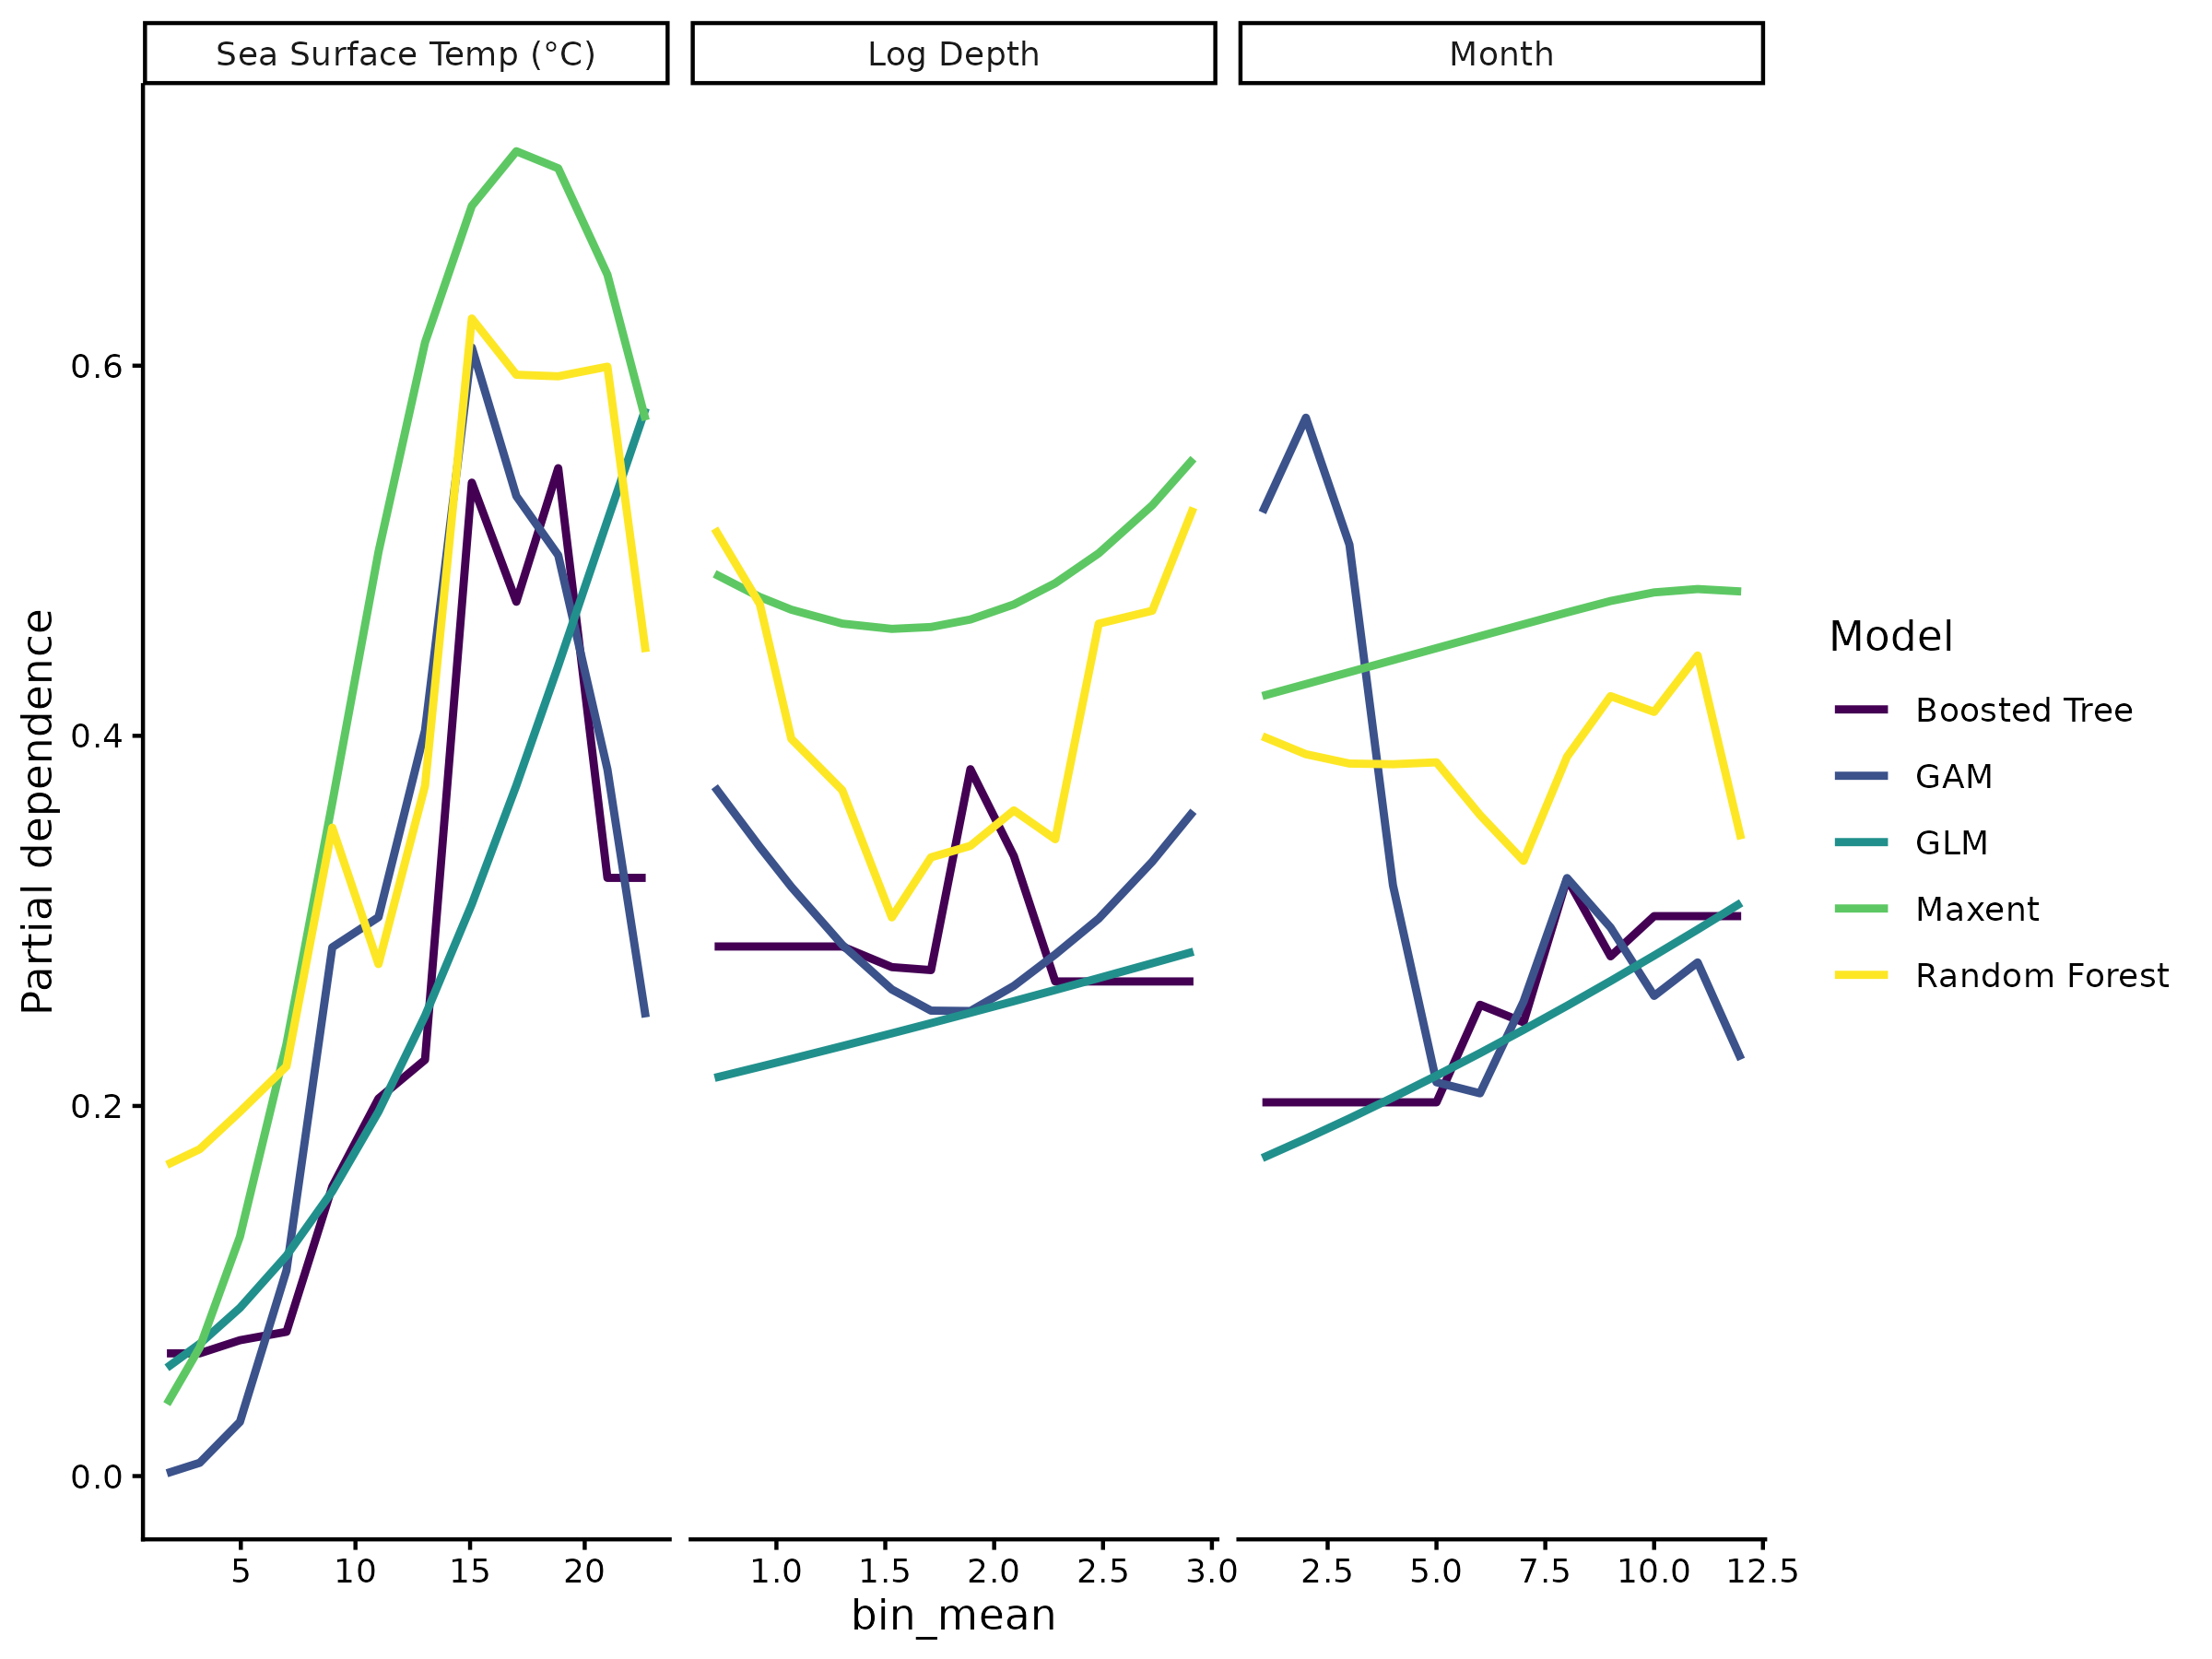 Sea Surface Temp (°C) Log Depth Month
Partial dependence
0.6
0.4
0.2
0.0
5 10 15 20 1.0 1.5 2.0 2.5 3.0 2.5 5.0 7.5 10.0 12.5
bin_mean
Model
Boosted Tree
GAM
GLM
Maxent
Random Forest